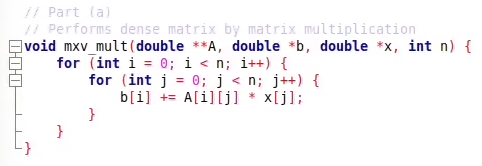 // Part (a)
// Performs dense matrix by matrix multiplication
void mxv_mult(double **A, double *b, double *x, int n) {
    for (int i = 0; i < n; i++) {
        for (int j = 0; j < n; j++) {
            b[i] += A[i][j] * x[j];
        }
    }
}